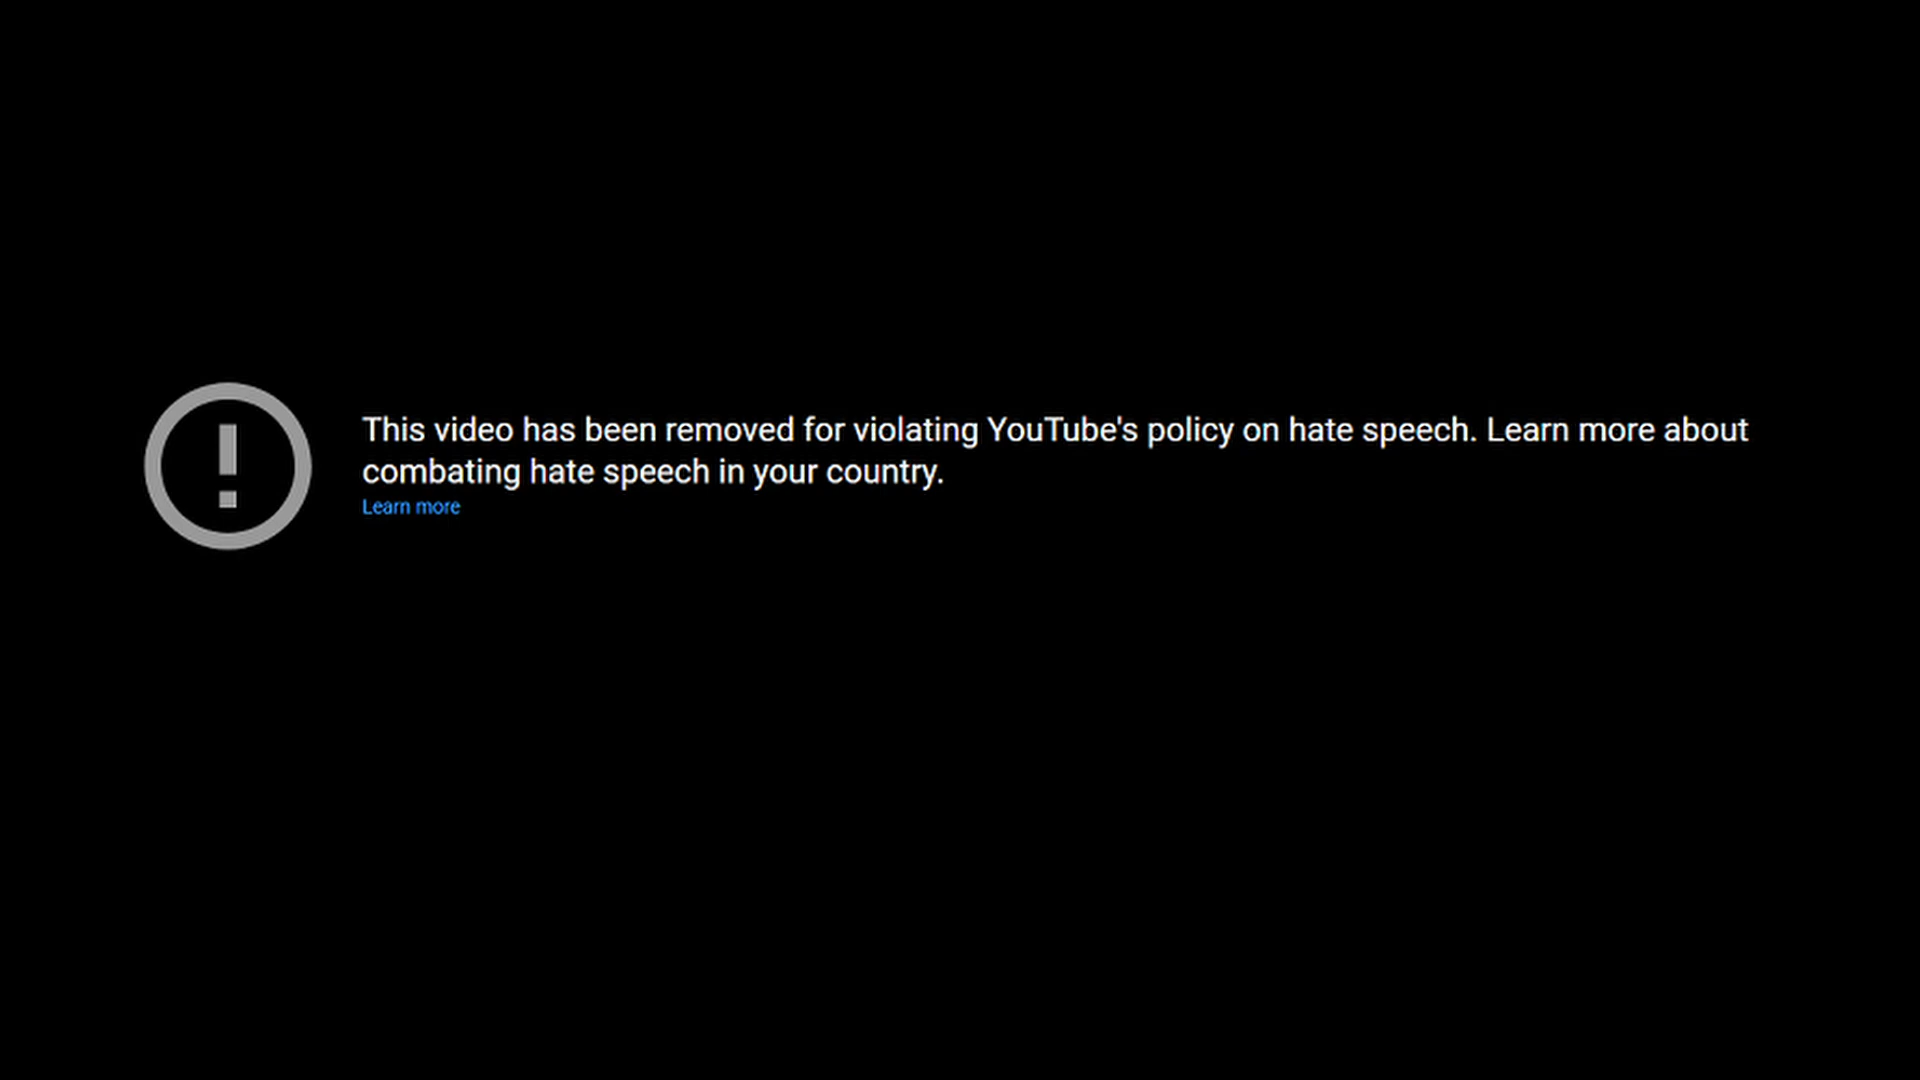 This video has been removed for violating YouTube's policy on hate speech. Learn more about
combating hate speech in your country.
Learn more